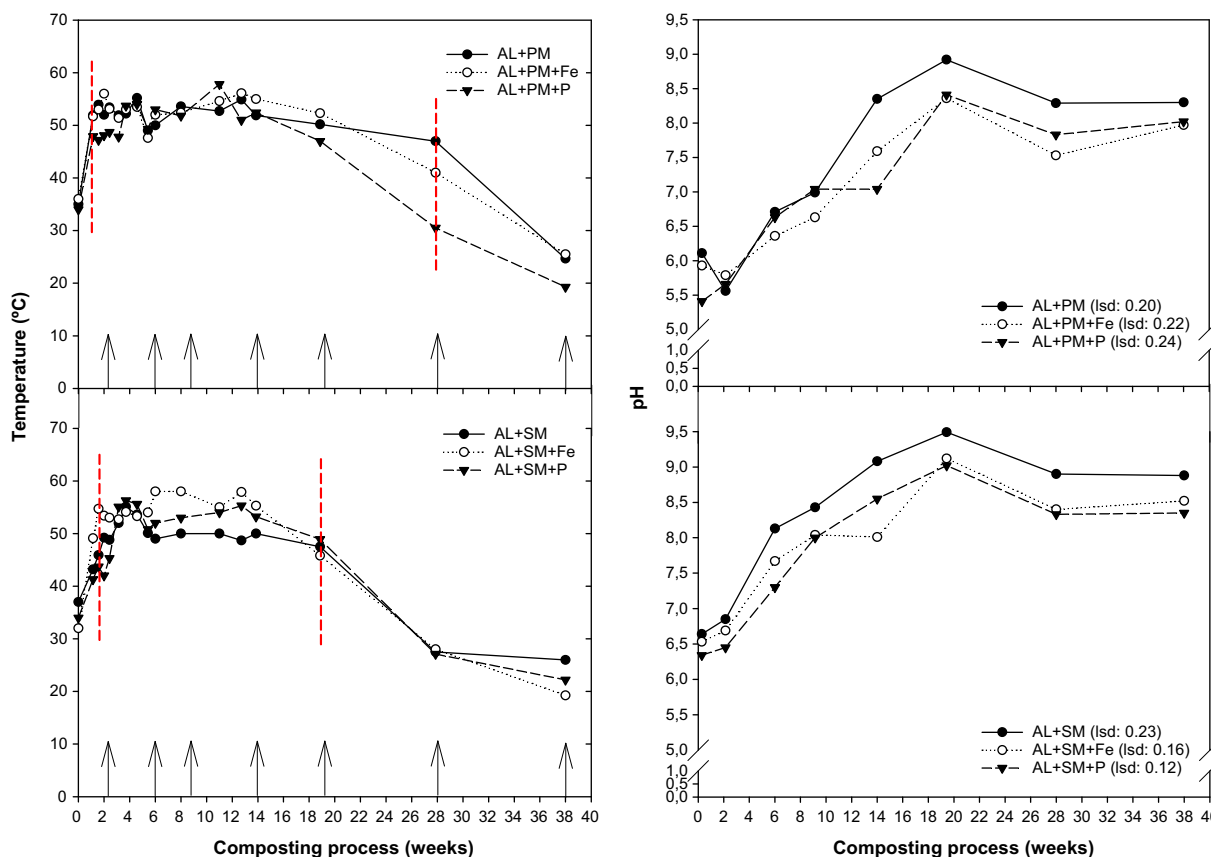 70
60
50
40
30
20
10
0
AL+PM
AL+PM+Fe
AL+PM+P
70
60
50
40
30
20
10
0
AL+SM
AL+SM+Fe
AL+SM+P
Temperature (ºC)
0 2 4 6 8 10 12 14 16 18 20 22 24 26 28 30 32 34 36 38 40
Composting process (weeks)
9,5
9,0
8,5
8,0
7,5
7,0
6,5
6,0
5,5
5,0
1,0
0,5
0,0
AL+PM (lsd: 0.20)
AL+PM+Fe (lsd: 0.22)
AL+PM+P (lsd: 0.24)
9,5
9,0
8,5
8,0
7,5
7,0
6,5
6,0
5,5
5,0
1,0
0,5
0,0
AL+SM (lsd: 0.23)
AL+SM+Fe (lsd: 0.16)
AL+SM+P (lsd: 0.12)
pH
0 2 4 6 8 10 12 14 16 18 20 22 24 26 28 30 32 34 36 38 40
Composting process (weeks)